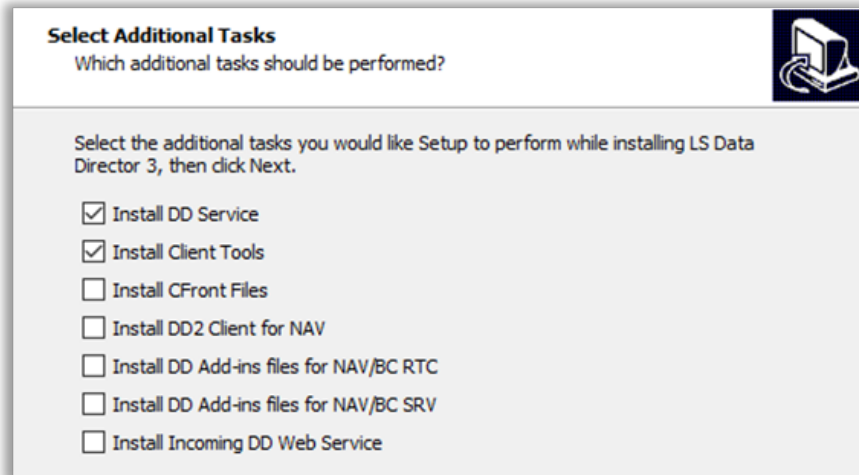 Select Additional Tasks
Which additional tasks should be performed?
Select the additional tasks you would like Setup to perform while installing LS Data
Director 3, then click Next.
Install DD Service
Install Client Tools
Install CFront Files
Install DD2 Client for NAV
Install DD Add-ins files for NAV/BC RTC
Install DD Add-ins files for NAV/BC SRV
Install Incoming DD Web Service